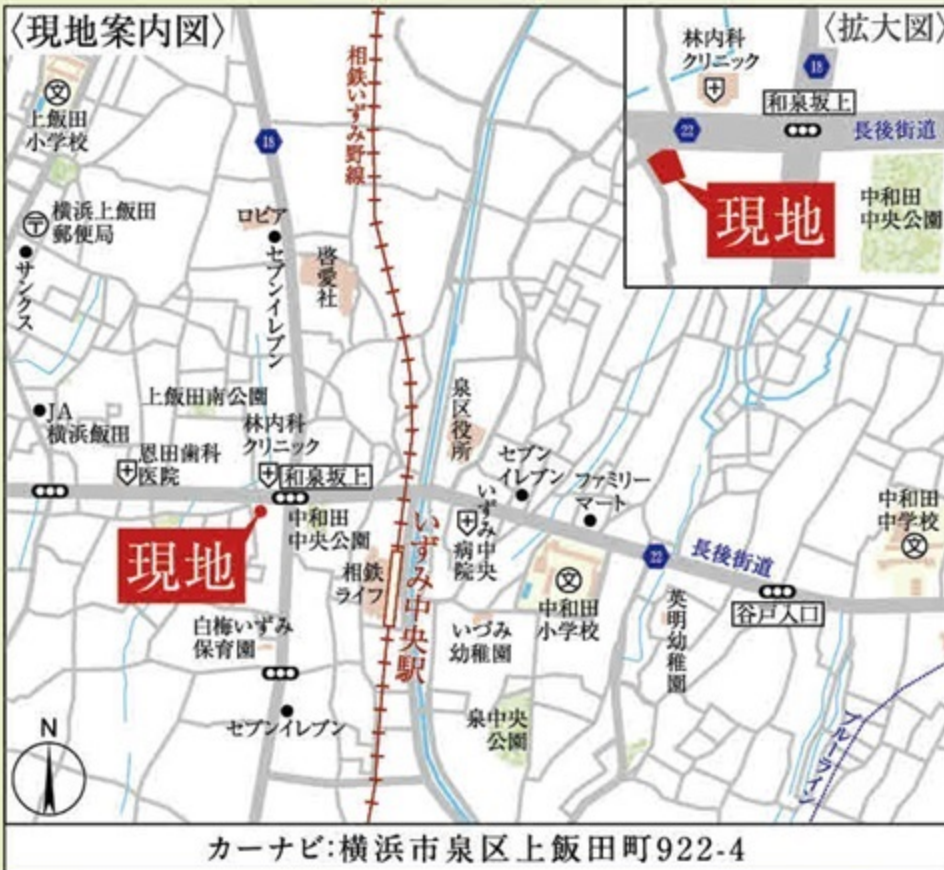 〈現地案内図〉
〈拡大図〉
林内科
クリニック
18
和泉坂上
22
長後街道
現地
中和田
中央公園
文
上飯田
小学校
相鉄いずみ野線
18
〒
横浜上飯田
郵便局
サンクス
ロピア
セブンイレブン
啓愛社
上飯田南公園
JA
横浜飯田
恩田歯科
医院
林内科
クリニック
和泉坂上
泉区役所
セブン
イレブン
ファミリー
マート
現地
中和田
中央公園
相鉄
ライフ
いずみ中央駅
いずみ中央
病院
文
中和田
小学校
22
長後街道
中和田
中学校
文
谷戸入口
白梅いずみ
保育園
いづみ
幼稚園
英明幼稚園
セブンイレブン
泉中央
公園
ブルーライン
N
カーナビ:横浜市泉区上飯田町922-4